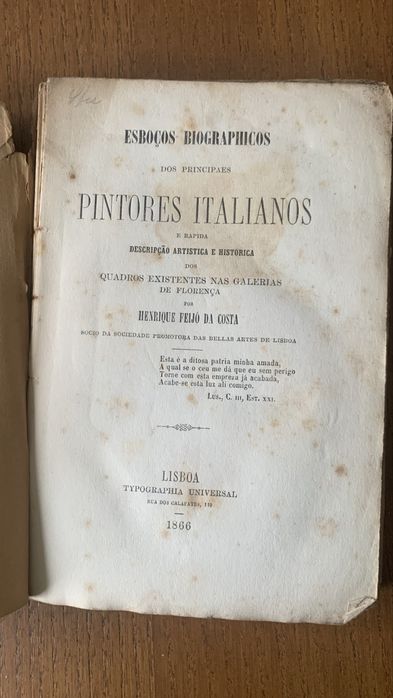 ESBOÇOS BIOGRAPHICOS
DOS PRINCIPAES
PINTORES ITALIANOS
E RAPIDA
DESCRIPÇÃO ARTISTICA E HISTORICA
DOS
QUADROS EXISTENTES NAS GALERIAS
DE FLORENÇA
POR
HENRIQUE FEIJÓ DA COSTA
SOCIO DA SOCIEDADE PROMOTORA DAS BELLAS ARTES DE LISBOA
Esta é a ditosa patria minha amada,
A qual se o ceu me dá que eu sem perigo
Torne com esta empreza já acabada,
Acabe-se esta luz ali comigo.
LUS., C. III, EST. XXI.
LISBOA
TYPOGRAPHIA UNIVERSAL
RUA DOS CALAFATES, 110
1866